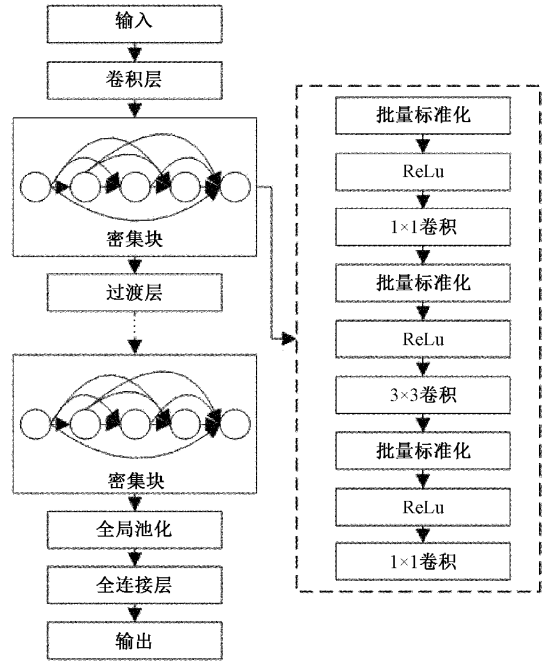 输入
卷积层
密集块
过渡层
密集块
全局池化
全连接层
输出
批量标准化
ReLu
1×1卷积
批量标准化
ReLu
3×3卷积
批量标准化
ReLu
1×1卷积